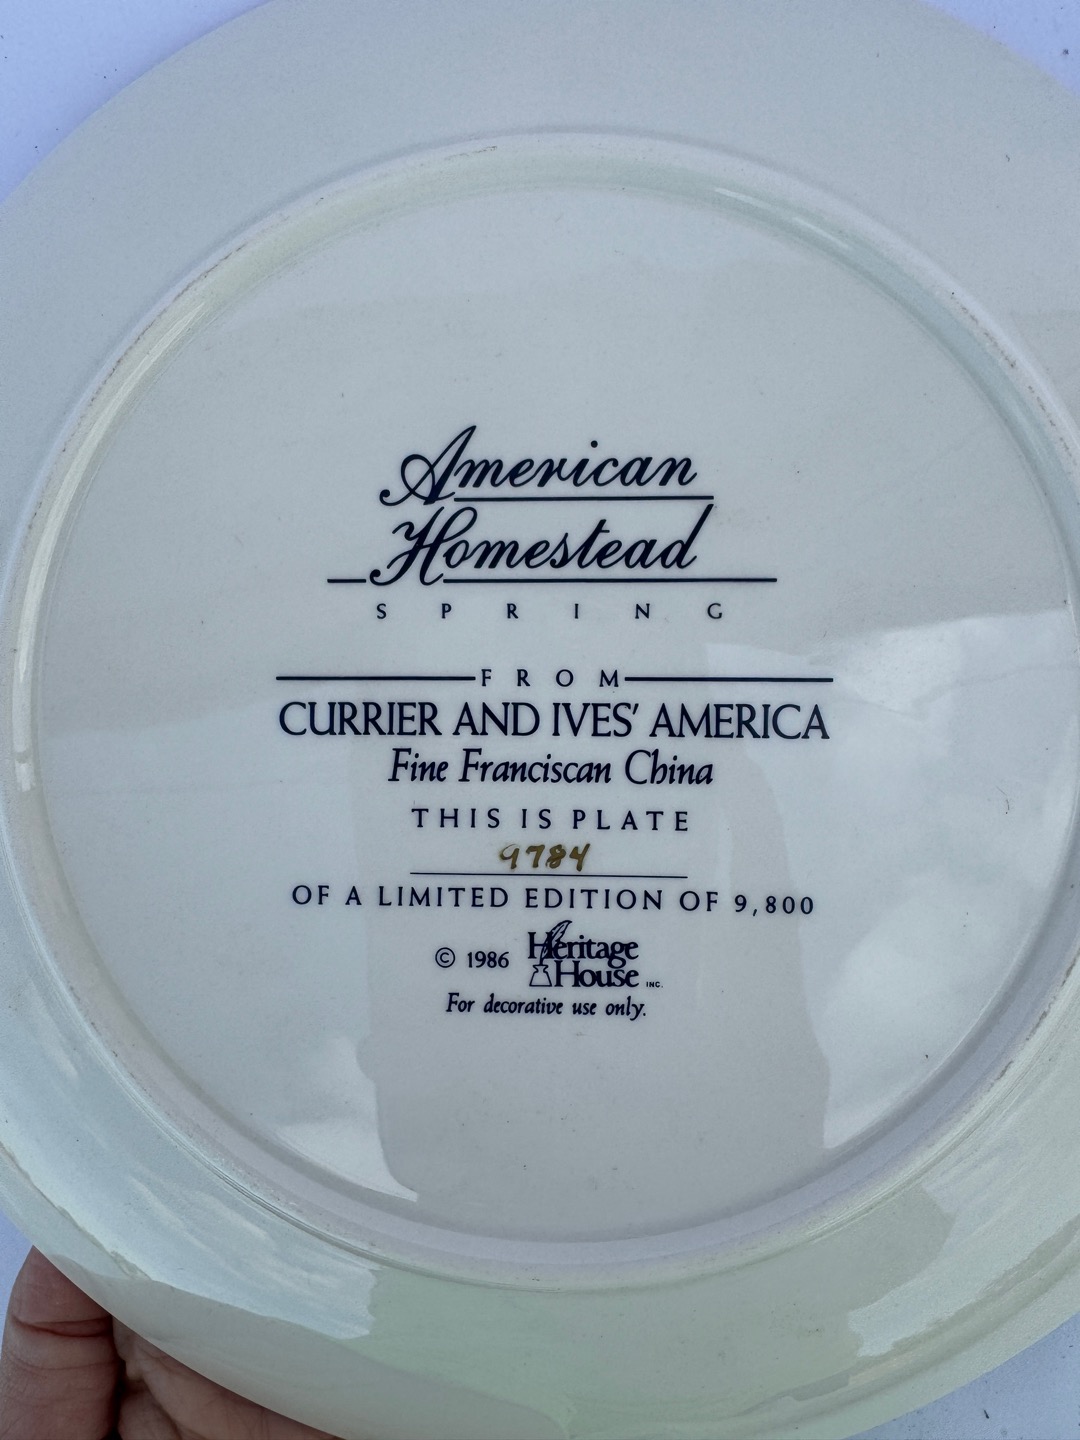 American
Homestead
SPRING
FROM
CURRIER AND IVES' AMERICA
Fine Franciscan China
THIS IS PLATE
9784
OF A LIMITED EDITION OF 9,800
© 1986 Heritage
House INC.
For decorative use only.